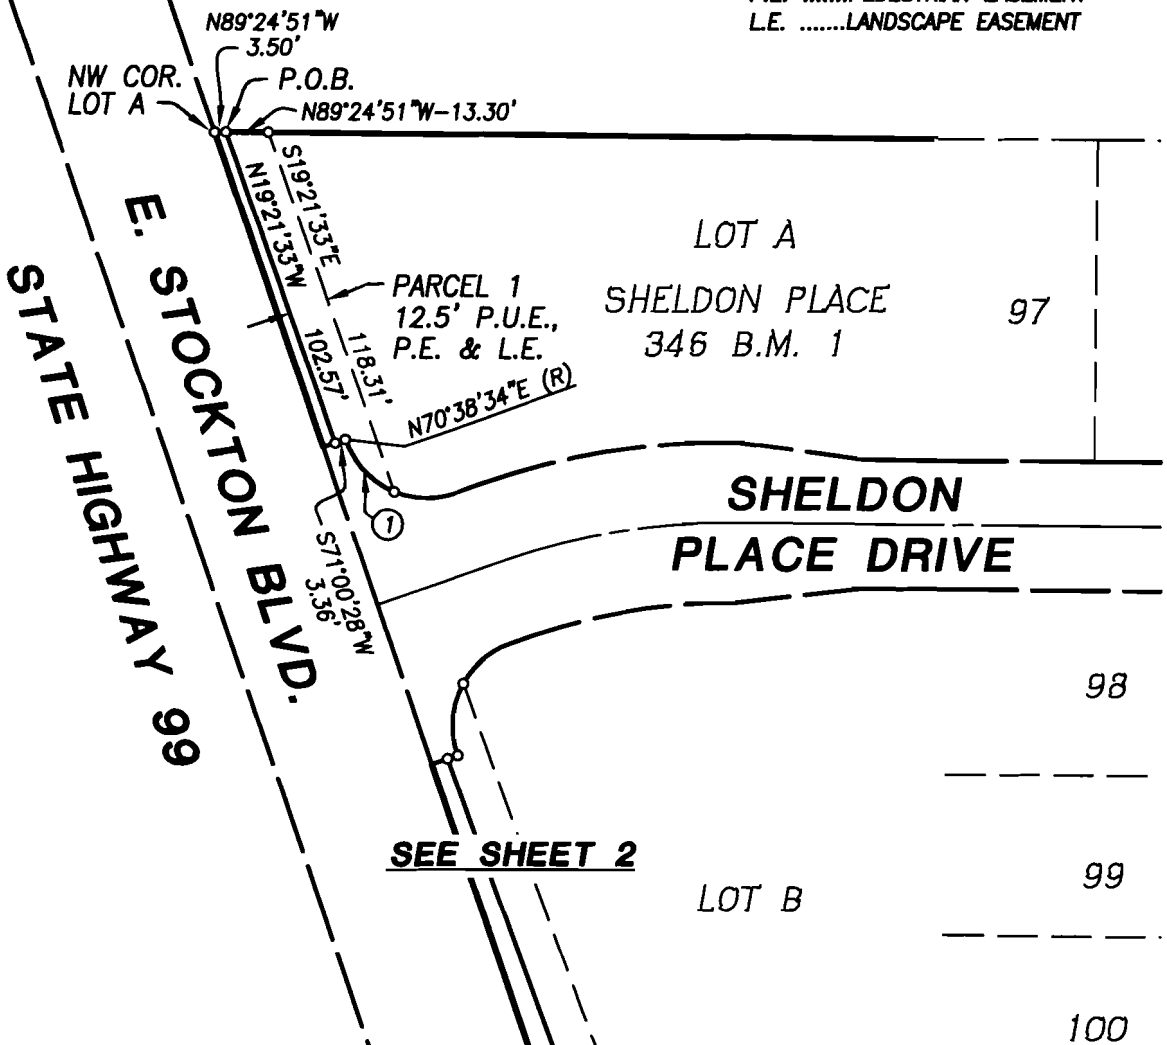 L.E. .......LANDSCAPE EASEMENT
N89°24'51"W
3.50'
NW COR.
LOT A
P.O.B.
N89°24'51"W-13.30'
S19°21'33"E
N19°21'33"W
118.31'
102.57'
PARCEL 1
12.5' P.U.E.,
P.E. & L.E.
N70°38'34"E (R)
LOT A
SHELDON PLACE
346 B.M. 1
97
E. STOCKTON BLVD.
STATE HIGHWAY 99
1
S71°00'28"W
3.36'
SHELDON
PLACE DRIVE
98
SEE SHEET 2
LOT B
99
100